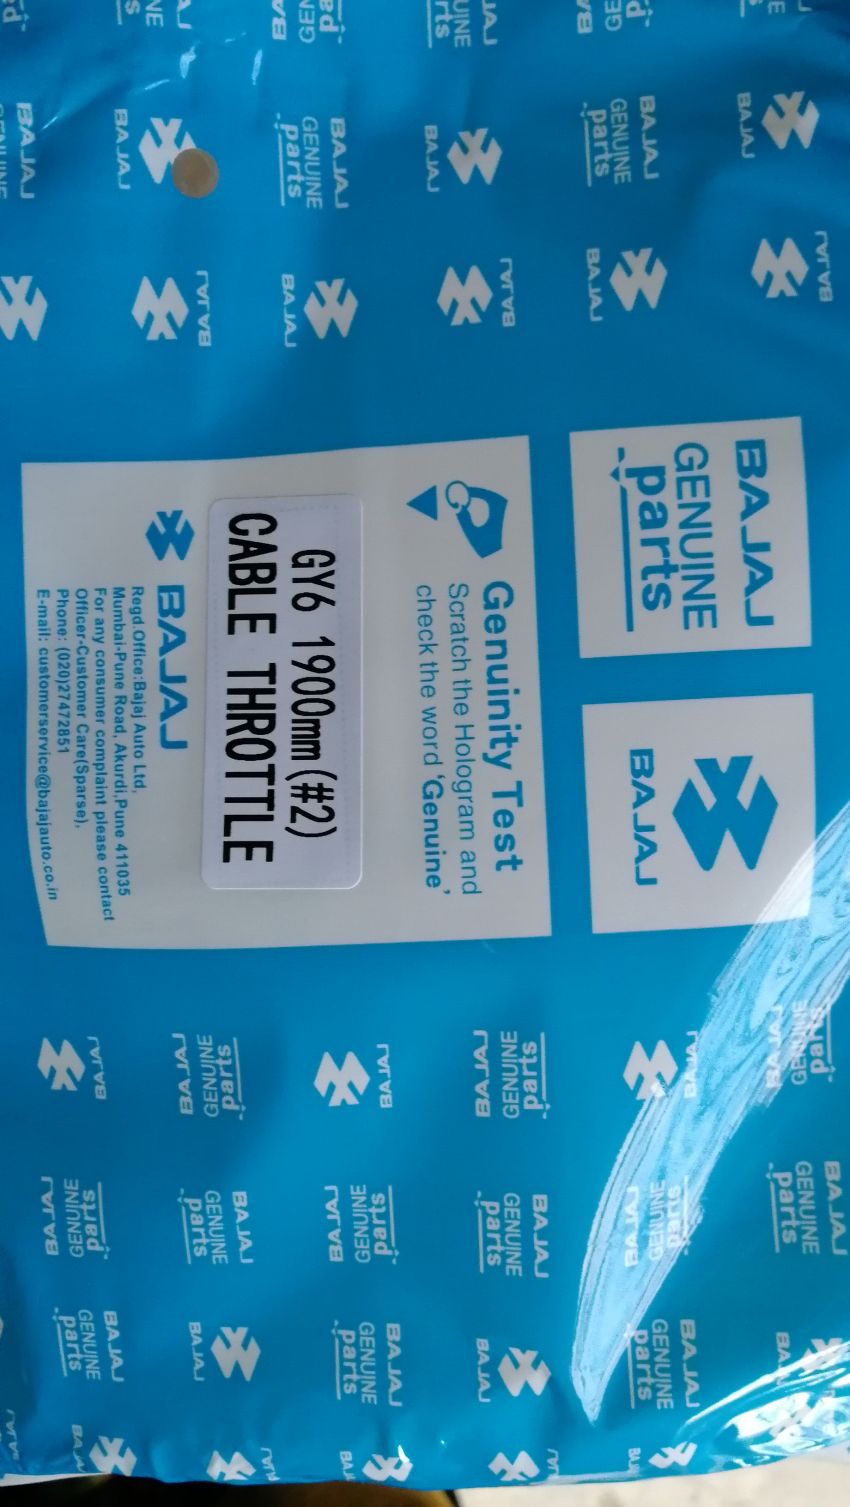 BAJAJ
GENUINE
parts
BAJAJ
Genuinity Test
Scratch the Hologram and
check the word 'Genuine'
GY6 1900mm(#2)
CABLE THROTTLE
BAJAJ
Regd.Office:Bajaj Auto Ltd.
Mumbai-Pune Road, Akurdi,Pune 411035
For any consumer complaint please contact
Officer-Customer Care(Sparse),
Phone: (020)27472851
E-mail: customerservice@bajajauto.co.in